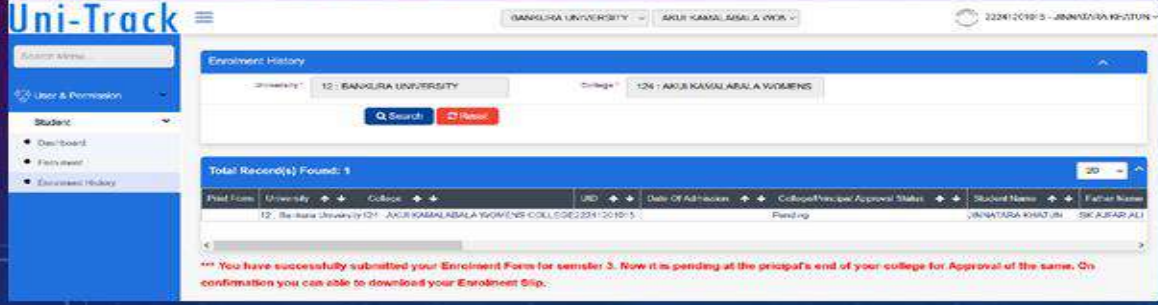 Uni-Track
BANKURA UNIVERSITY
AKUI KAMALABALA WOS
22241201015 - JINNATARA KHATUN
Search Menu...
Enrolment History
User & Permission
University *
12 : BANKURA UNIVERSITY
College *
124 : AKUI KAMALABALA WOMENS
Student
Search
Reset
Dashboard
Enrolment
Total Record(s) Found: 1
20
Enrolment History
Print Form
University
College
UID
Date Of Admission
College/Principal Approval Status
Student Name
Father Name
12 : Bankura University
124 : AKUI KAMALABALA WOMENS COLLEGE
22241201015
Pending
JINNATARA KHATUN
SK AJFAR ALI
*** You have successfully submitted your Enrolment Form for semster 3. Now it is pending at the pricipal's end of your college for Approval of the same. On
confirmation you can able to download your Enrolment Slip.